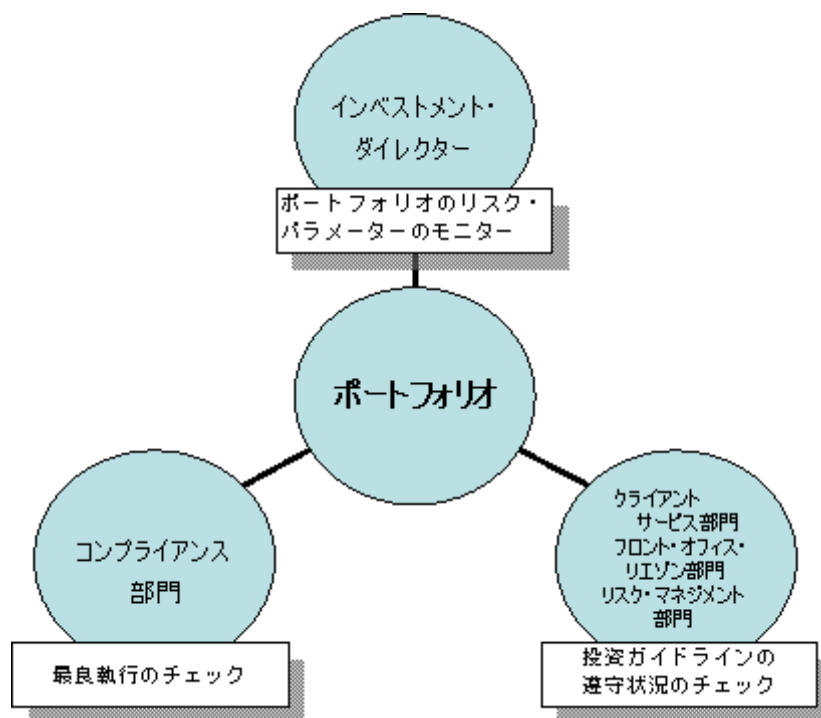 インベストメント・
ダイレクター
ポートフォリオのリスク・
パラメーターのモニター
ポートフォリオ
コンプライアンス
部門
最良執行のチェック
クライアント
サービス部門
フロント・オフィス・
リエゾン部門
リスク・マネジメント
部門
投資ガイドラインの
遵守状況のチェック